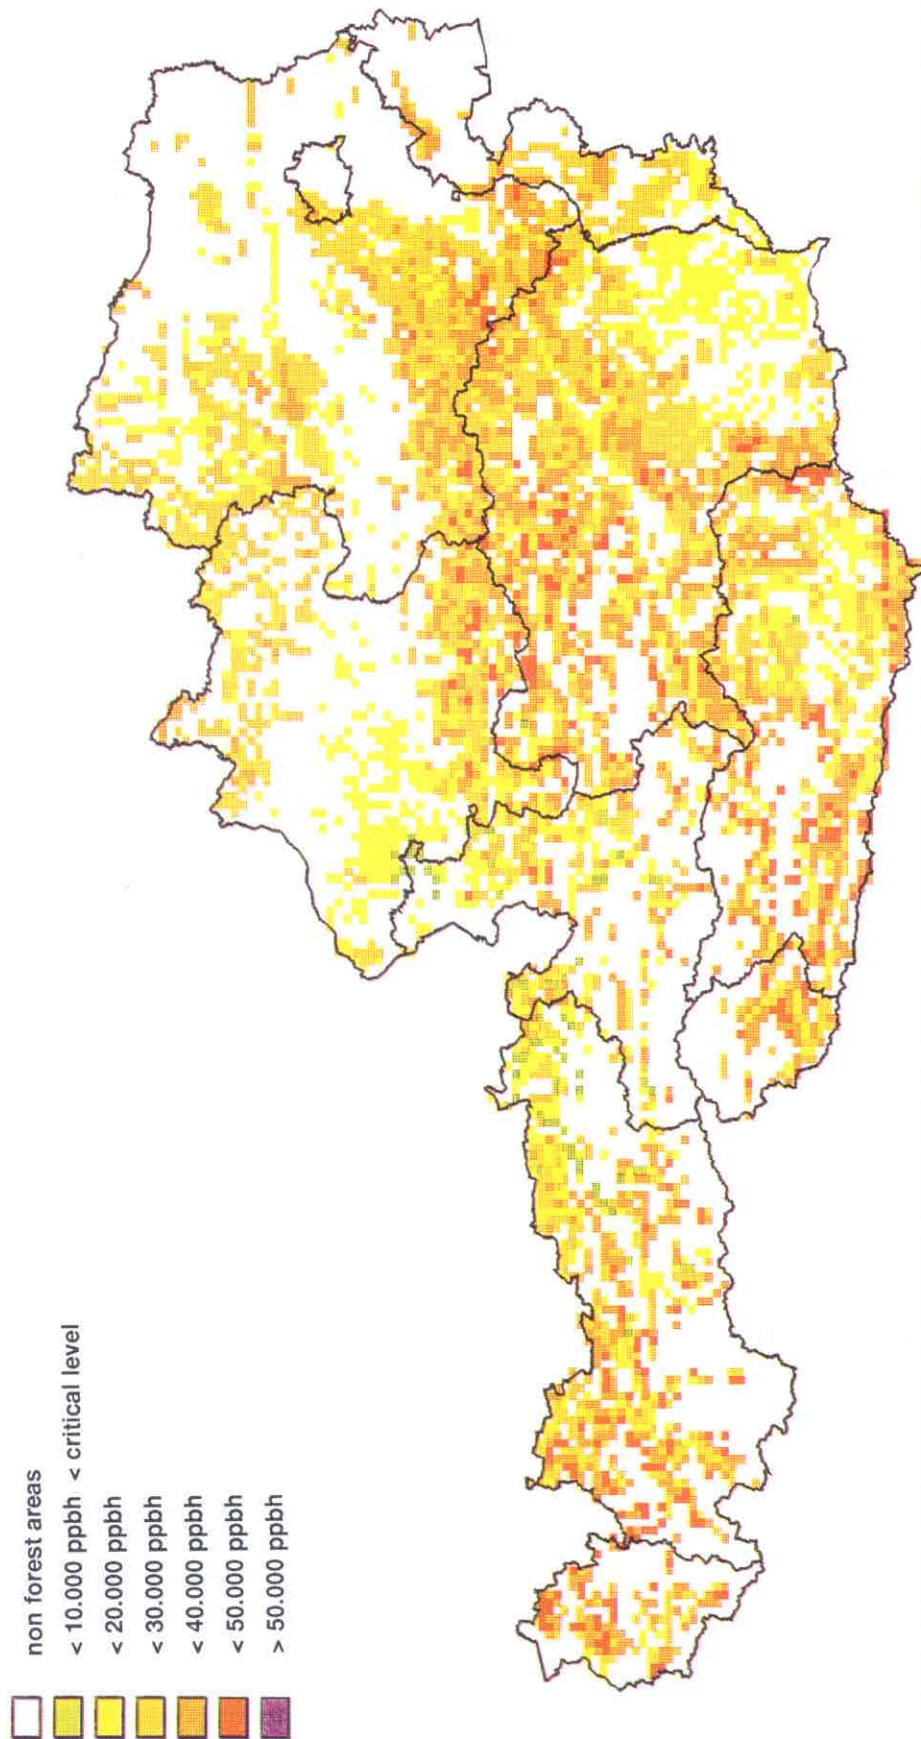 non forest areas
< 10.000 ppbh < critical level
< 20.000 ppbh
< 30.000 ppbh
< 40.000 ppbh
< 50.000 ppbh
> 50.000 ppbh